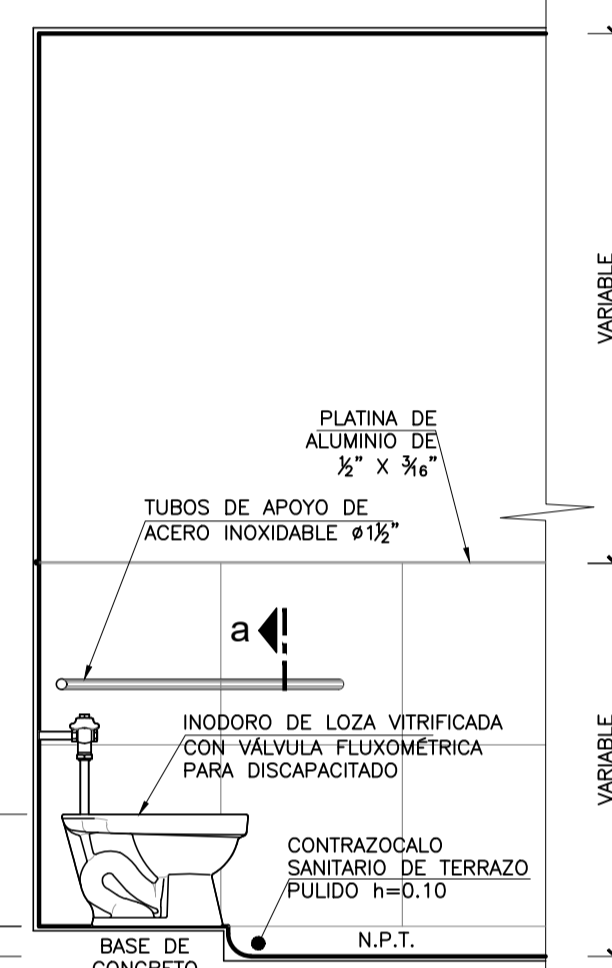 VARIABLE
PLATINA DE
ALUMINIO DE
½" X 3⁄16"
TUBOS DE APOYO DE
ACERO INOXIDABLE ø1½"
a
INODORO DE LOZA VITRIFICADA
CON VÁLVULA FLUXOMÉTRICA
PARA DISCAPACITADO
VARIABLE
CONTRAZOCALO
SANITARIO DE TERRAZO
PULIDO h=0.10
N.P.T.
BASE DE
CONCRETO